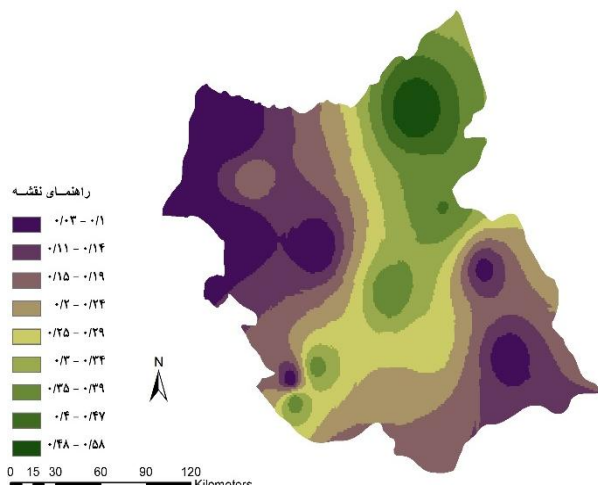 راهنمای نقشه
۰/۰۳ - ۰/۱
۰/۱۱ - ۰/۱۴
۰/۱۵ - ۰/۱۹
۰/۲ - ۰/۲۴
۰/۲۵ - ۰/۲۹
۰/۳ - ۰/۳۴
۰/۳۵ - ۰/۳۹
۰/۴ - ۰/۴۷
۰/۴۸ - ۰/۵۸
N
0 15 30 60 90 120
Kilometers